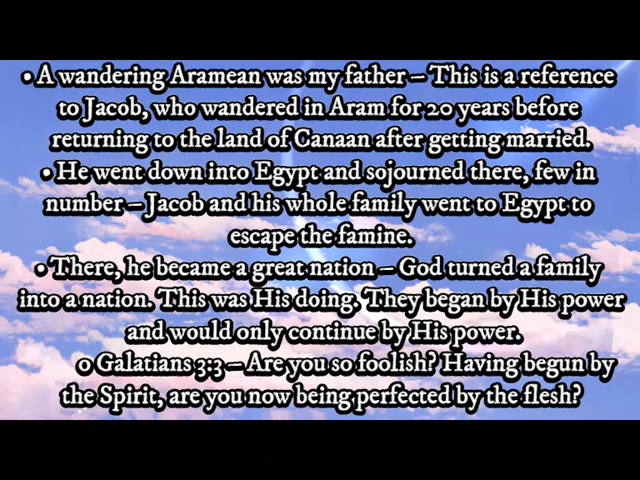 • A wandering Aramean was my father – This is a reference
to Jacob, who wandered in Aram for 20 years before
returning to the land of Canaan after getting married.
• He went down into Egypt and sojourned there, few in
number – Jacob and his whole family went to Egypt to
escape the famine.
• There, he became a great nation – God turned a family
into a nation. This was His doing. They began by His power
and would only continue by His power.
o Galatians 3:3 – Are you so foolish? Having begun by
the Spirit, are you now being perfected by the flesh?